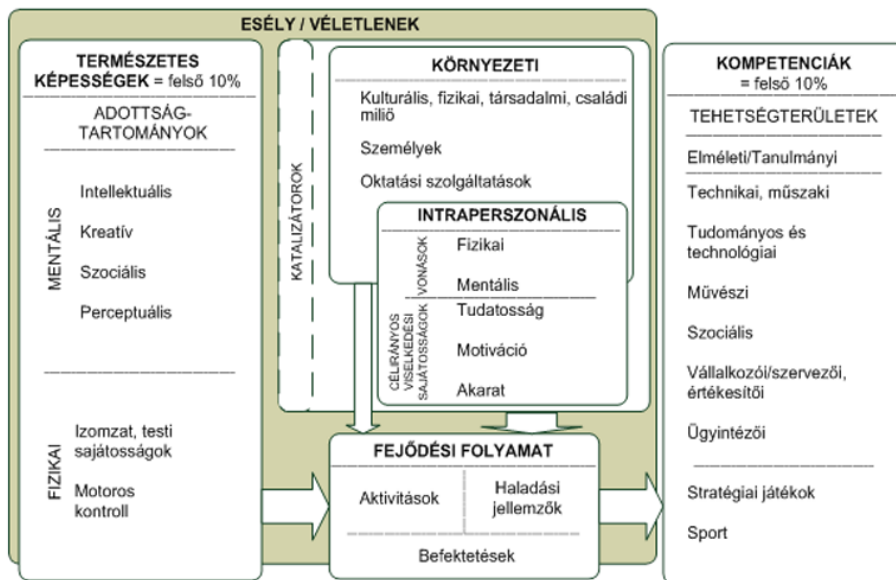 ESÉLY / VÉLETLENEK
TERMÉSZETES
KÉPESSÉGEK = felső 10%
ADOTTSÁG-
TARTOMÁNYOK
MENTÁLIS
Intellektuális
Kreatív
Szociális
Perceptuális
FIZIKAI
Izomzat, testi
sajátosságok
Motoros
kontroll
KATALIZÁTOROK
KÖRNYEZETI
Kulturális, fizikai, társadalmi, családi
miliő
Személyek
Oktatási szolgáltatások
INTRAPERSZONÁLIS
VONÁSOK
Fizikai
Mentális
CÉLIRÁNYOS
VISELKEDÉSI
SAJÁTOSSÁGOK
Tudatosság
Motiváció
Akarat
FEJŐDÉSI FOLYAMAT
Aktivitások
Haladási
jellemzők
Befektetések
KOMPETENCIÁK
= felső 10%
TEHETSÉGTERÜLETEK
Elméleti/Tanulmányi
Technikai, műszaki
Tudományos és
technológiai
Művészi
Szociális
Vállalkozói/szervezői,
értékesítői
Ügyintézői
Stratégiai játékok
Sport